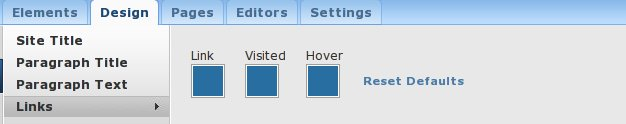 Elements Design Pages Editors Settings
Site Title
Paragraph Title
Paragraph Text
Links
Link Visited Hover
Reset Defaults